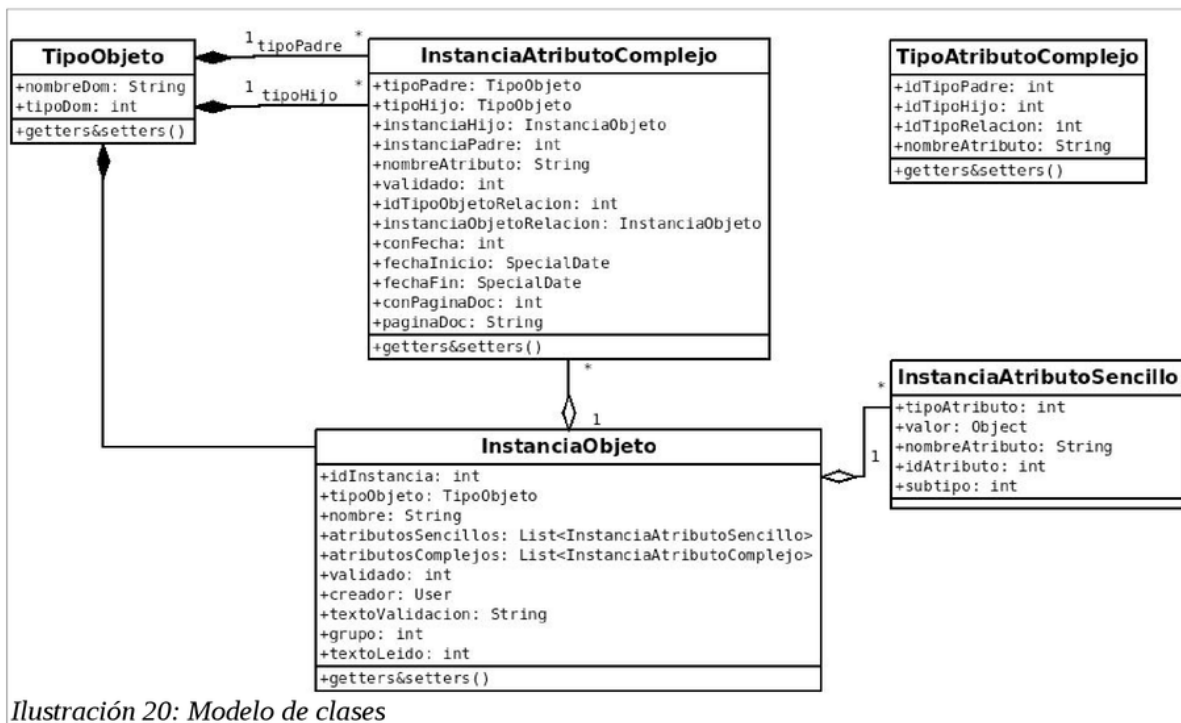 TipoObjeto
+nombreDom: String
+tipoDom: int
+getters&setters()
1 tipoPadre *
1 tipoHijo *
InstanciaAtributoComplejo
+tipoPadre: TipoObjeto
+tipoHijo: TipoObjeto
+instanciaHijo: InstanciaObjeto
+instanciaPadre: int
+nombreAtributo: String
+validado: int
+idTipoObjetoRelacion: int
+instanciaObjetoRelacion: InstanciaObjeto
+conFecha: int
+fechaInicio: SpecialDate
+fechaFin: SpecialDate
+conPaginaDoc: int
+paginaDoc: String
+getters&setters()
TipoAtributoComplejo
+idTipoPadre: int
+idTipoHijo: int
+idTipoRelacion: int
+nombreAtributo: String
+getters&setters()
*
1
InstanciaObjeto
+idInstancia: int
+tipoObjeto: TipoObjeto
+nombre: String
+atributosSencillos: List<InstanciaAtributoSencillo>
+atributosComplejos: List<InstanciaAtributoComplejo>
+validado: int
+creador: User
+textoValidacion: String
+grupo: int
+textoLeido: int
+getters&setters()
*
1
InstanciaAtributoSencillo
+tipoAtributo: int
+valor: Object
+nombreAtributo: String
+idAtributo: int
+subtipo: int
Ilustración 20: Modelo de clases